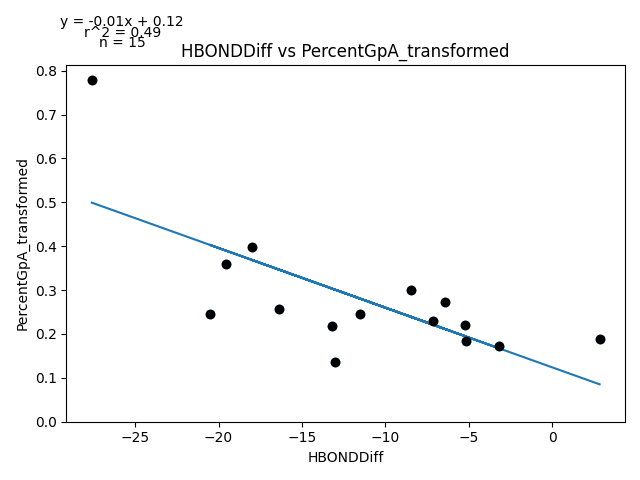 y = -0.01x + 0.12
r^2 = 0.49
n = 15
HBONDDiff vs PercentGpA_transformed
0.8
0.7
0.6
0.5
0.4
0.3
0.2
0.1
0.0
PercentGpA_transformed
−25
−20
−15
−10
−5
0
HBONDDiff